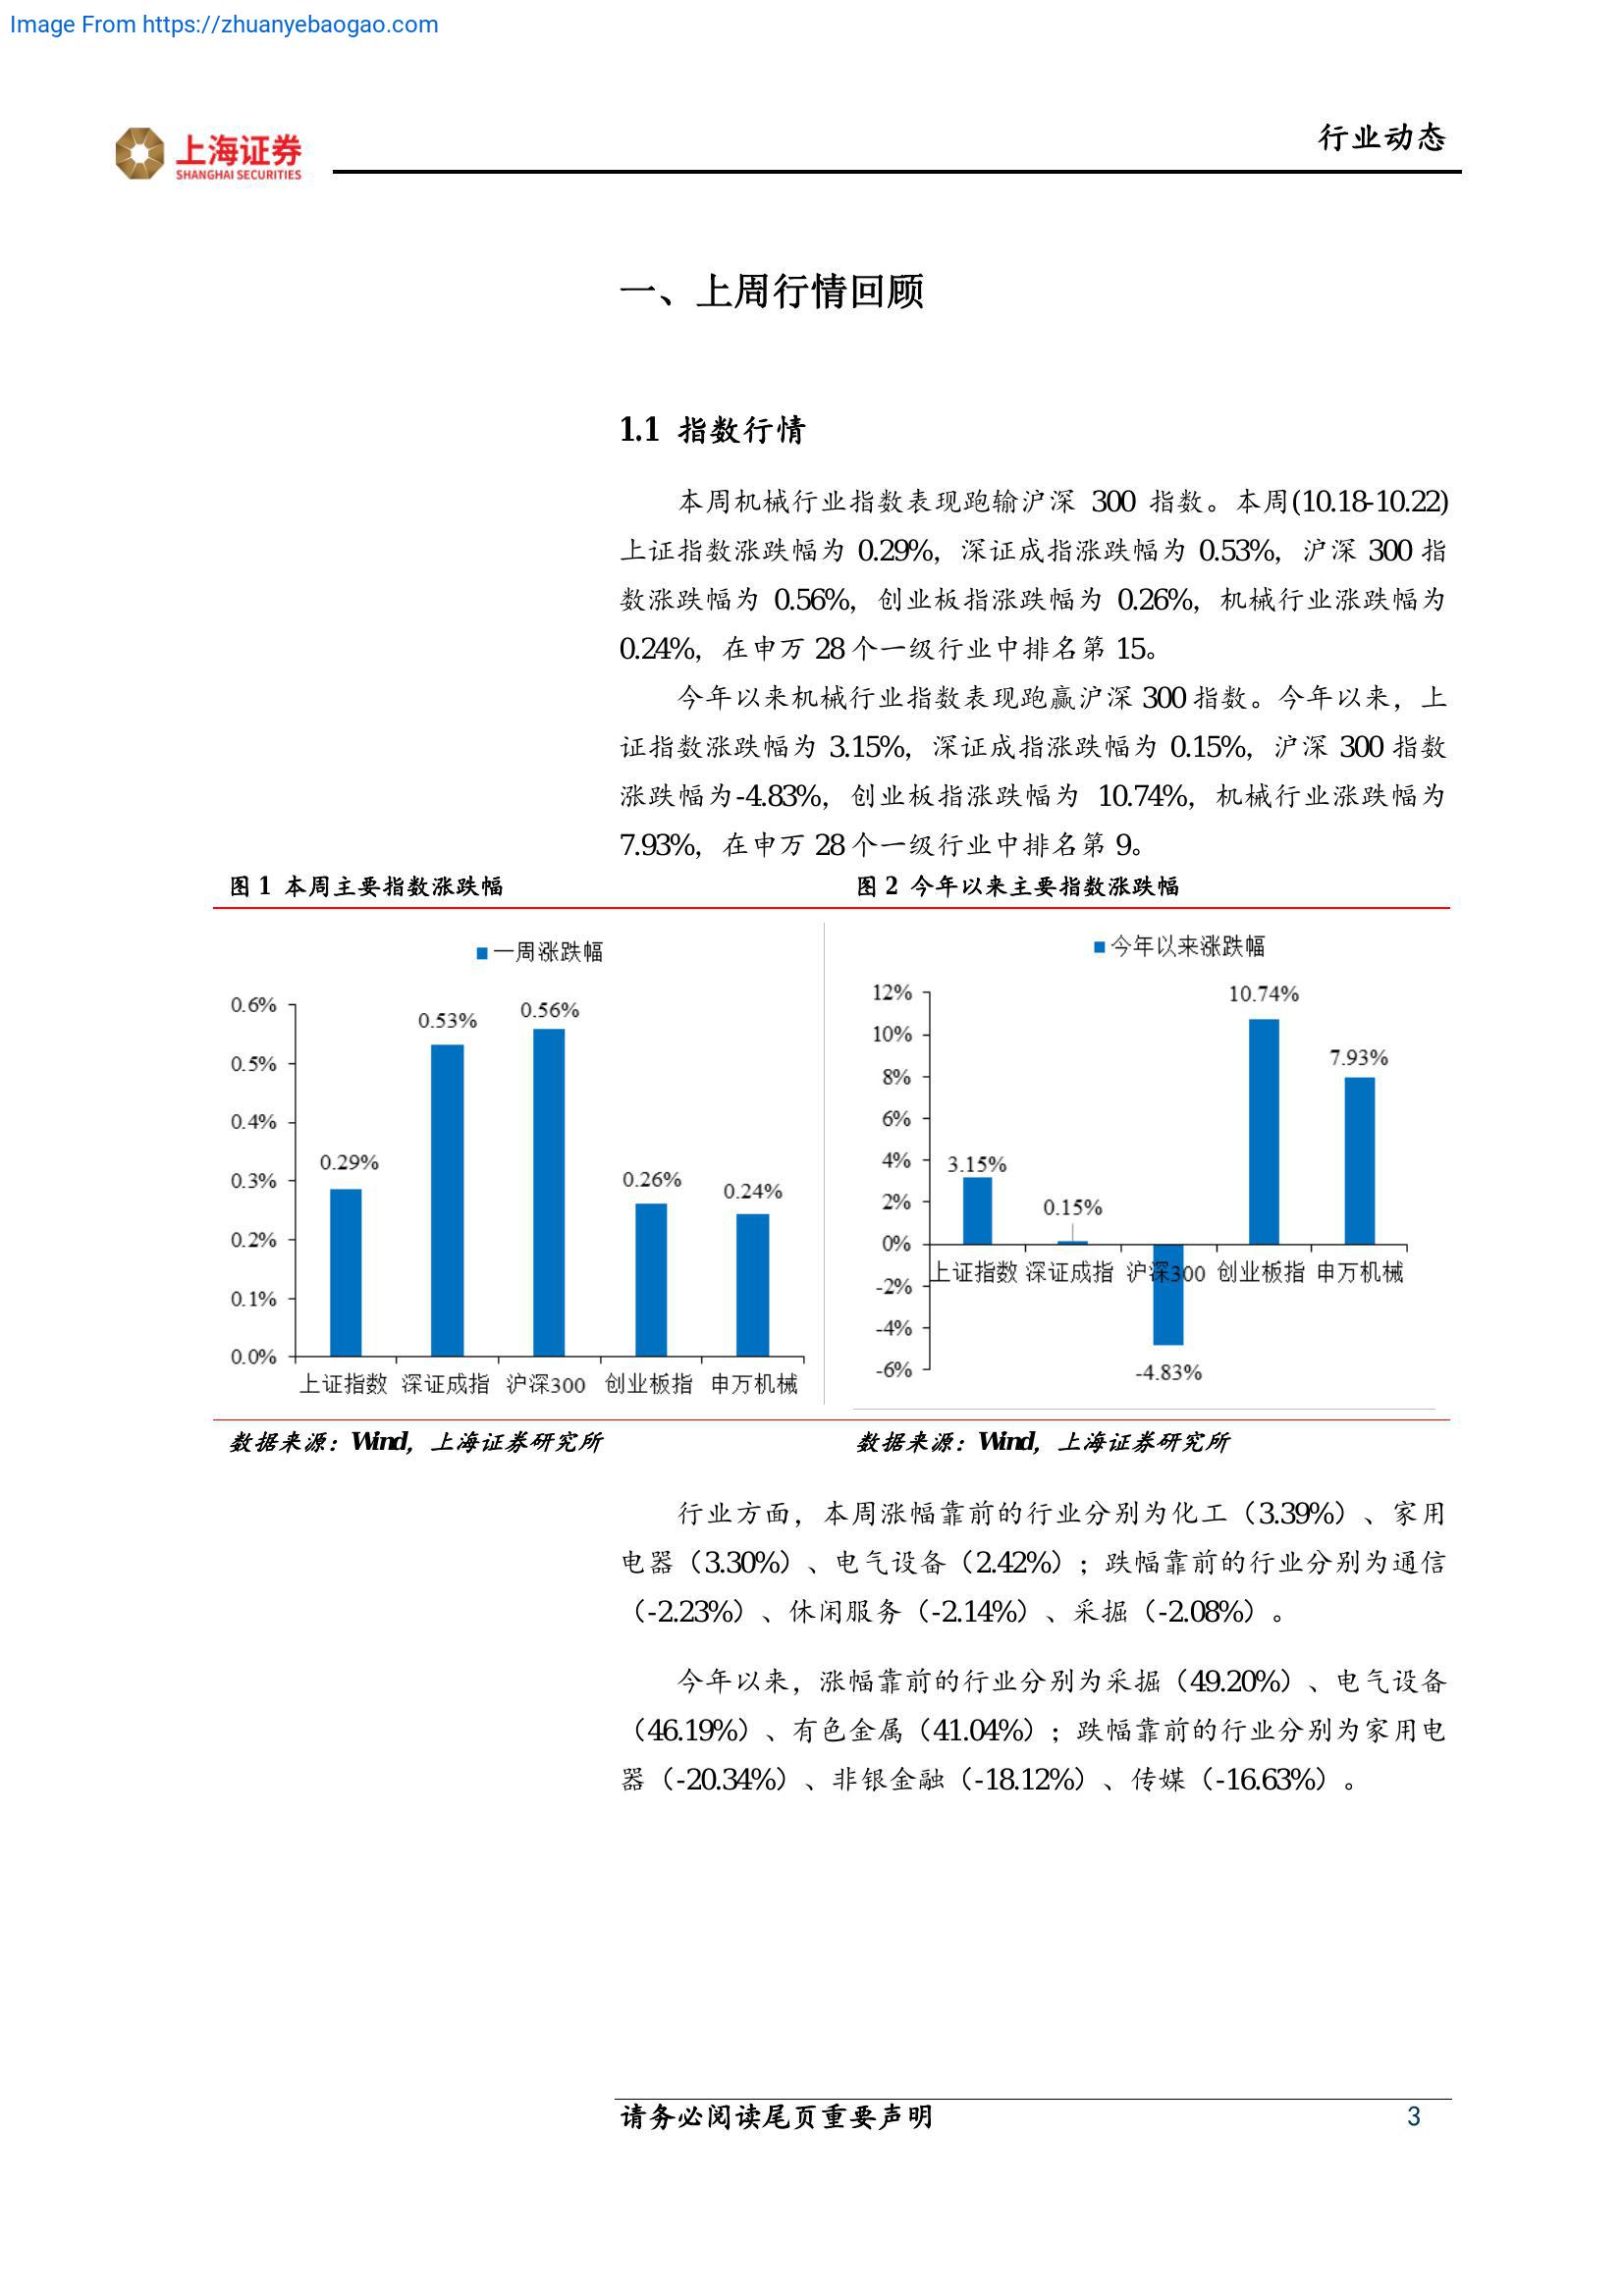 Image From https://zhuanyebaogao.com
上海证券
SHANGHAI SECURITIES
行业动态
一、上周行情回顾
1.1 指数行情
本周机械行业指数表现跑输沪深 300 指数。本周(10.18-10.22)
上证指数涨跌幅为 0.29%，深证成指涨跌幅为 0.53%，沪深 300 指
数涨跌幅为 0.56%，创业板指涨跌幅为 0.26%，机械行业涨跌幅为
0.24%，在申万 28 个一级行业中排名第 15。
今年以来机械行业指数表现跑赢沪深 300 指数。今年以来，上
证指数涨跌幅为 3.15%，深证成指涨跌幅为 0.15%，沪深 300 指数
涨跌幅为-4.83%，创业板指涨跌幅为 10.74%，机械行业涨跌幅为
7.93%，在申万 28 个一级行业中排名第 9。
图 1 本周主要指数涨跌幅
一周涨跌幅
0.6%
0.5%
0.4%
0.3%
0.2%
0.1%
0.0%
0.29%
0.53%
0.56%
0.26%
0.24%
上证指数 深证成指 沪深300 创业板指 申万机械
数据来源：Wind，上海证券研究所
图 2 今年以来主要指数涨跌幅
今年以来涨跌幅
12%
10%
8%
6%
4%
2%
0%
-2%
-4%
-6%
3.15%
0.15%
-4.83%
10.74%
7.93%
上证指数 深证成指 沪深300 创业板指 申万机械
数据来源：Wind，上海证券研究所
行业方面，本周涨幅靠前的行业分别为化工（3.39%）、家用
电器（3.30%）、电气设备（2.42%）；跌幅靠前的行业分别为通信
（-2.23%）、休闲服务（-2.14%）、采掘（-2.08%）。
今年以来，涨幅靠前的行业分别为采掘（49.20%）、电气设备
（46.19%）、有色金属（41.04%）；跌幅靠前的行业分别为家用电
器（-20.34%）、非银金融（-18.12%）、传媒（-16.63%）。
请务必阅读尾页重要声明
3